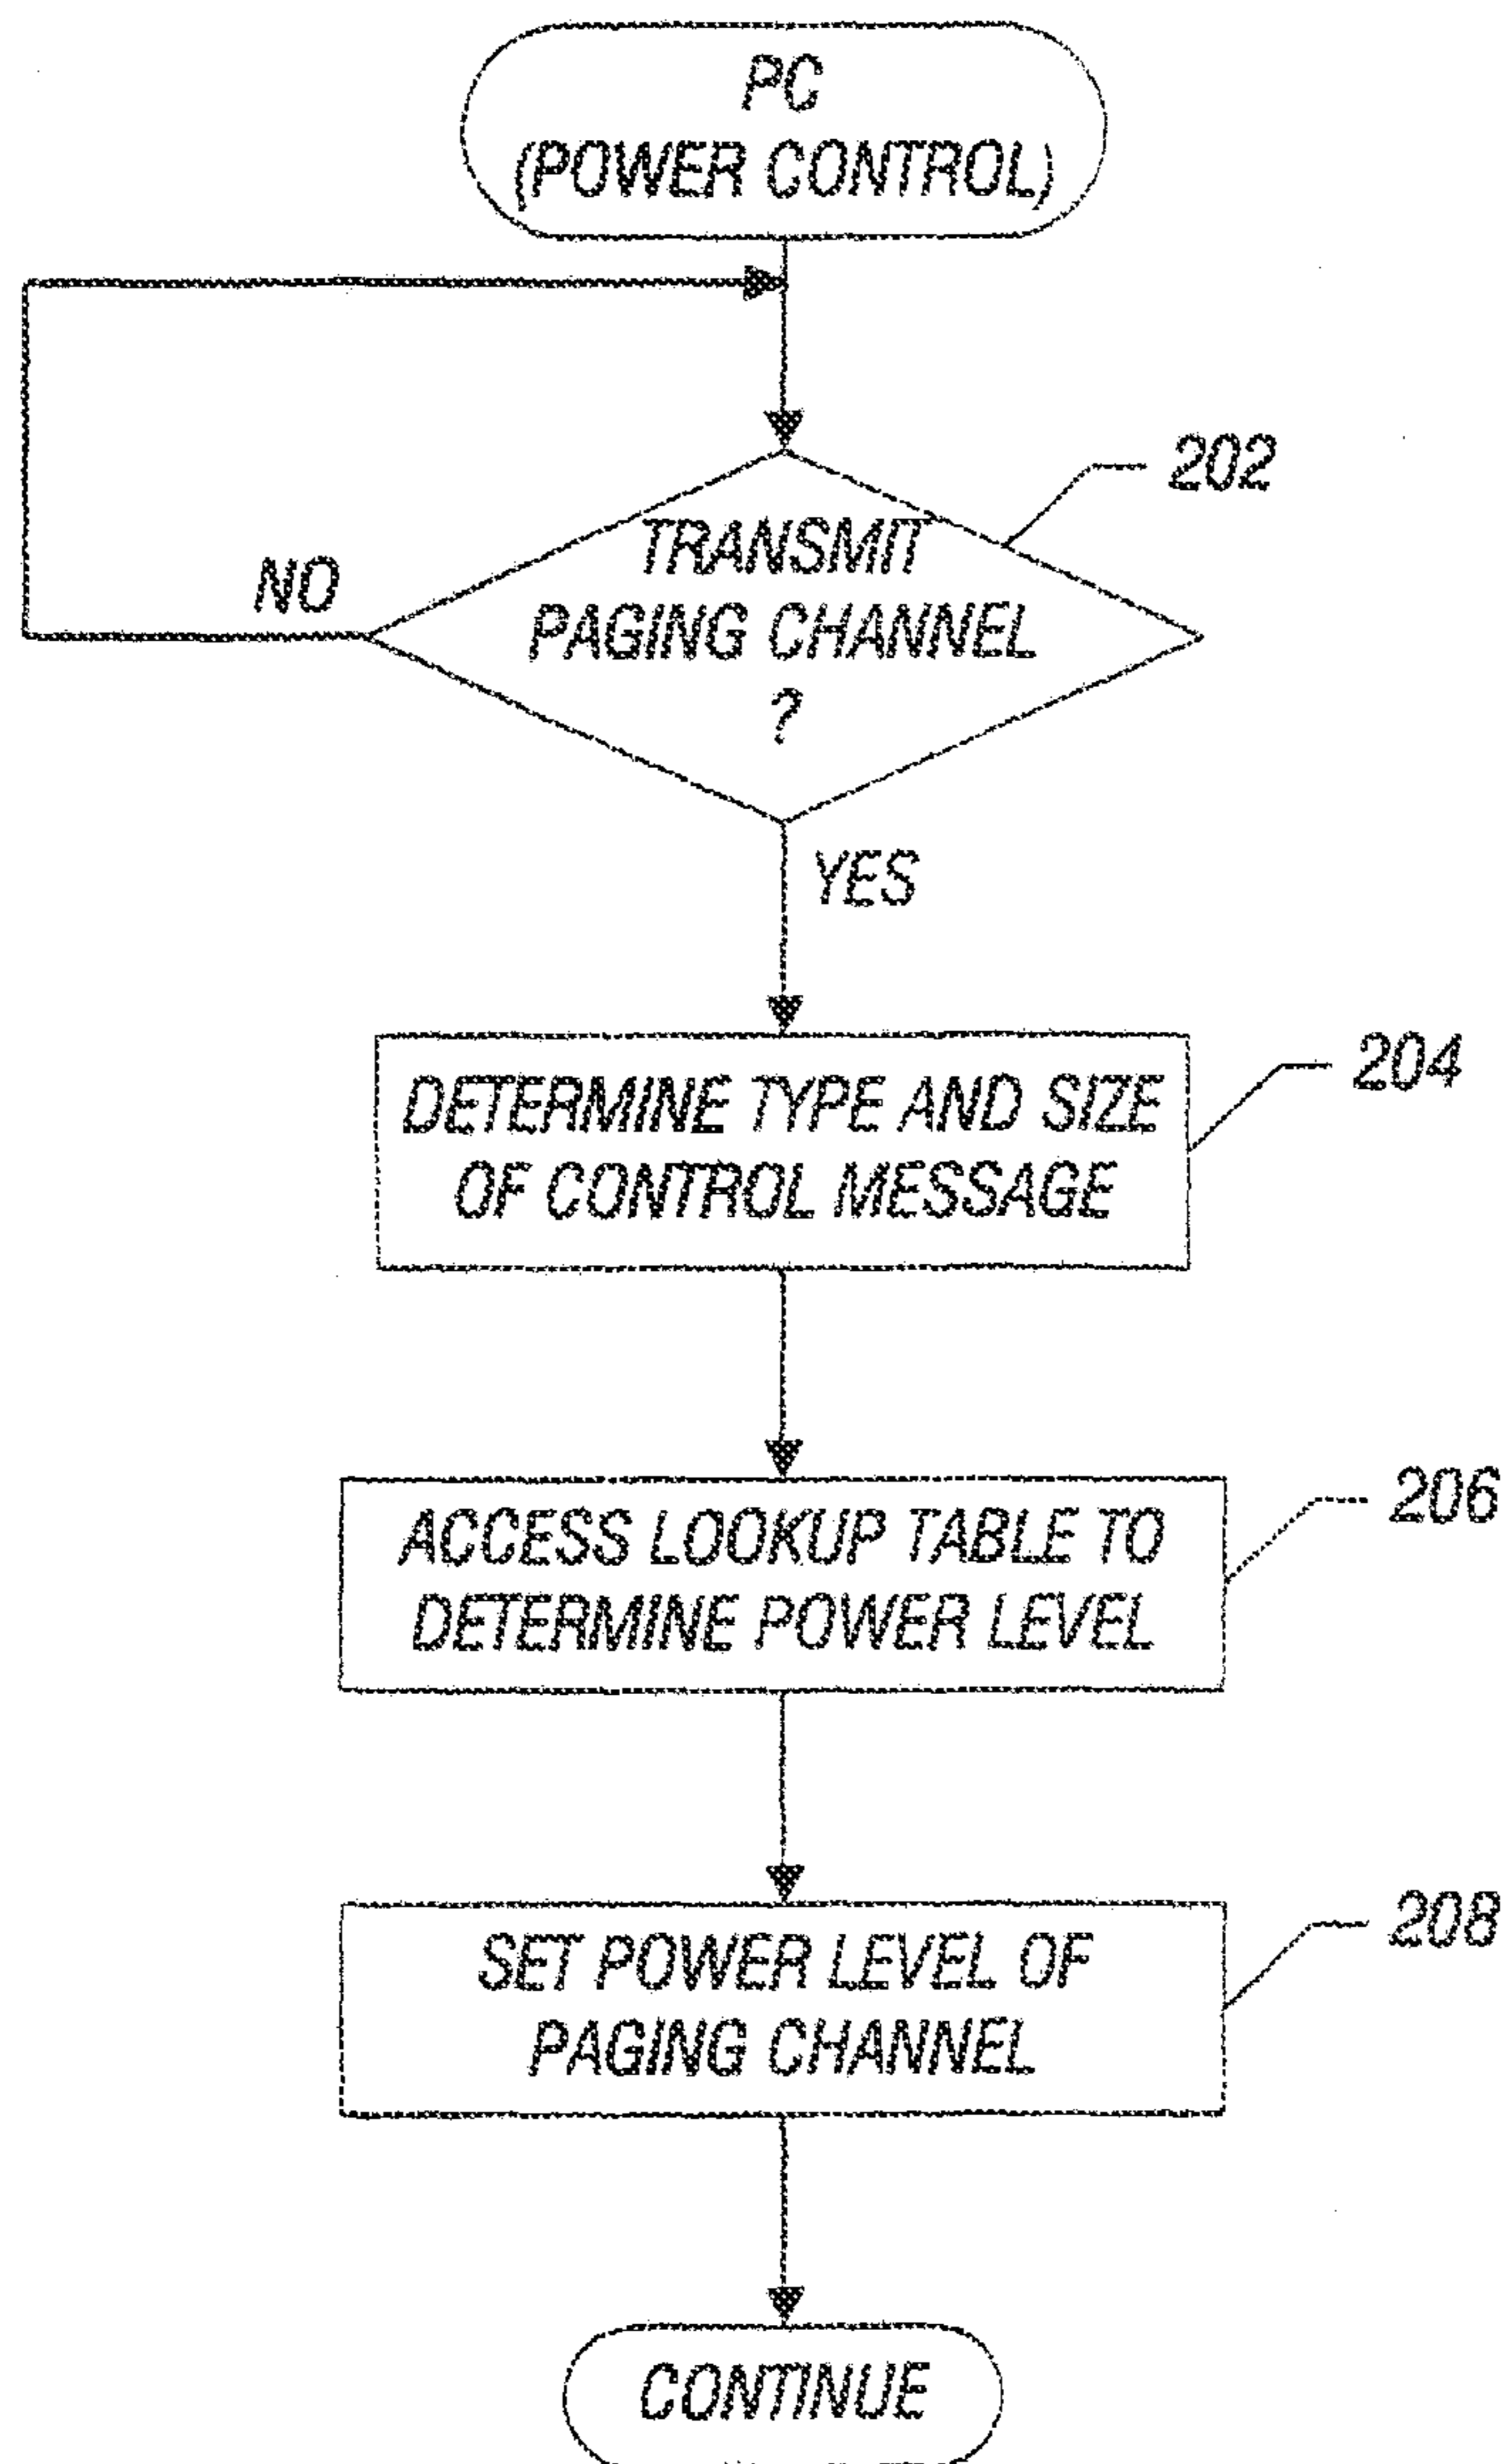 PC
(POWER CONTROL)
202
TRANSMIT
PAGING CHANNEL
?
NO
YES
204
DETERMINE TYPE AND SIZE
OF CONTROL MESSAGE
206
ACCESS LOOKUP TABLE TO
DETERMINE POWER LEVEL
208
SET POWER LEVEL OF
PAGING CHANNEL
CONTINUE